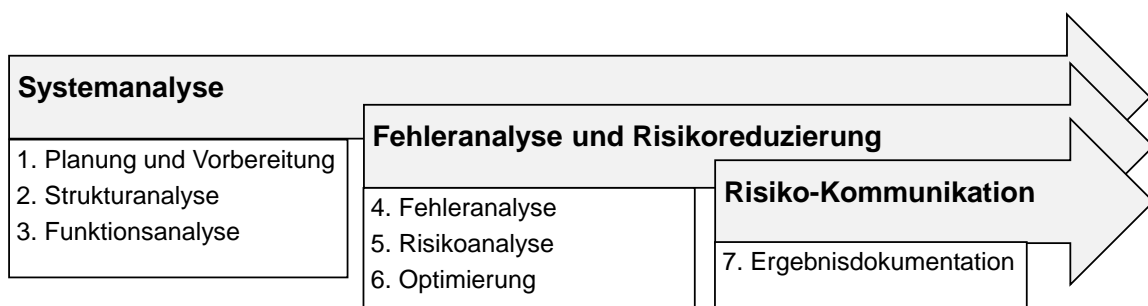 Systemanalyse
1. Planung und Vorbereitung
2. Strukturanalyse
3. Funktionsanalyse
Fehleranalyse und Risikoreduzierung
4. Fehleranalyse
5. Risikoanalyse
6. Optimierung
Risiko-Kommunikation
7. Ergebnisdokumentation